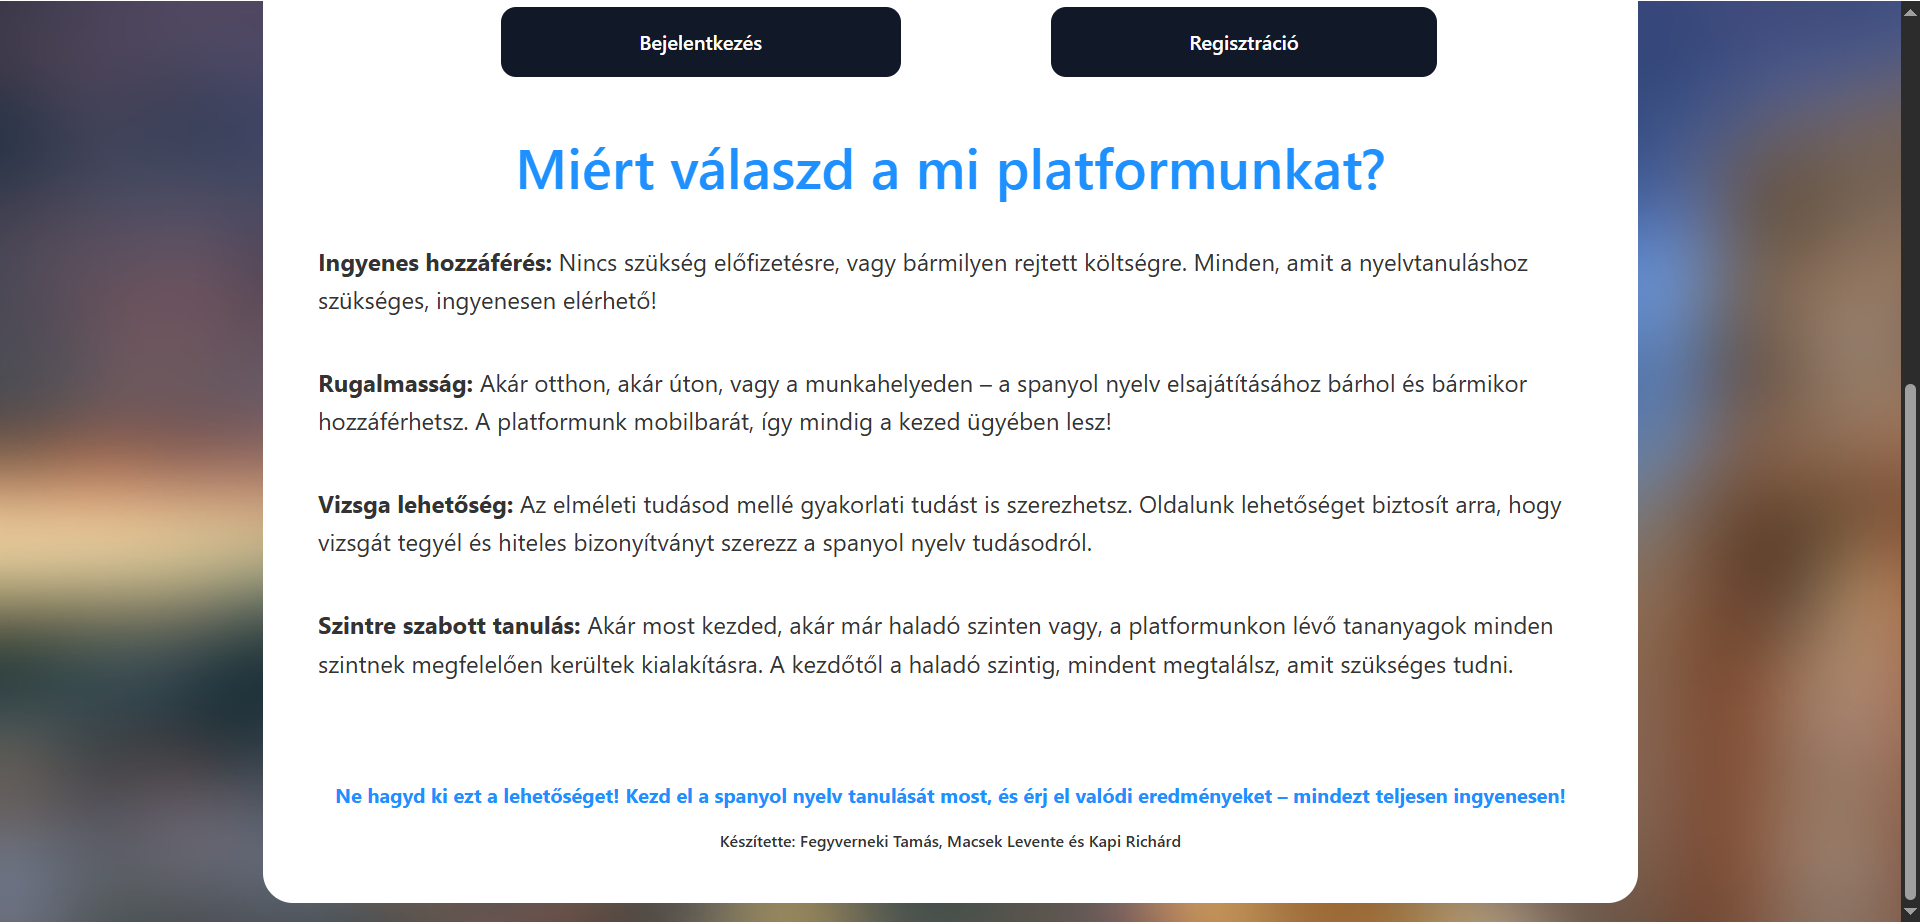 Bejelentkezés
Regisztráció
Miért válaszd a mi platformunkat?
Ingyenes hozzáférés: Nincs szükség előfizetésre, vagy bármilyen rejtett költségre. Minden, amit a nyelvtanuláshoz
szükséges, ingyenesen elérhető!
Rugalmasság: Akár otthon, akár úton, vagy a munkahelyeden – a spanyol nyelv elsajátításához bárhol és bármikor
hozzáférhetsz. A platformunk mobilbarát, így mindig a kezed ügyében lesz!
Vizsga lehetőség: Az elméleti tudásod mellé gyakorlati tudást is szerezhetsz. Oldalunk lehetőséget biztosít arra, hogy
vizsgát tegyél és hiteles bizonyítványt szerezz a spanyol nyelv tudásodról.
Szintre szabott tanulás: Akár most kezded, akár már haladó szinten vagy, a platformunkon lévő tananyagok minden
szintnek megfelelően kerültek kialakításra. A kezdőtől a haladó szintig, mindent megtalálsz, amit szükséges tudni.
Ne hagyd ki ezt a lehetőséget! Kezd el a spanyol nyelv tanulását most, és érj el valódi eredményeket – mindezt teljesen ingyenesen!
Készítette: Fegyverneki Tamás, Macsek Levente és Kapi Richárd